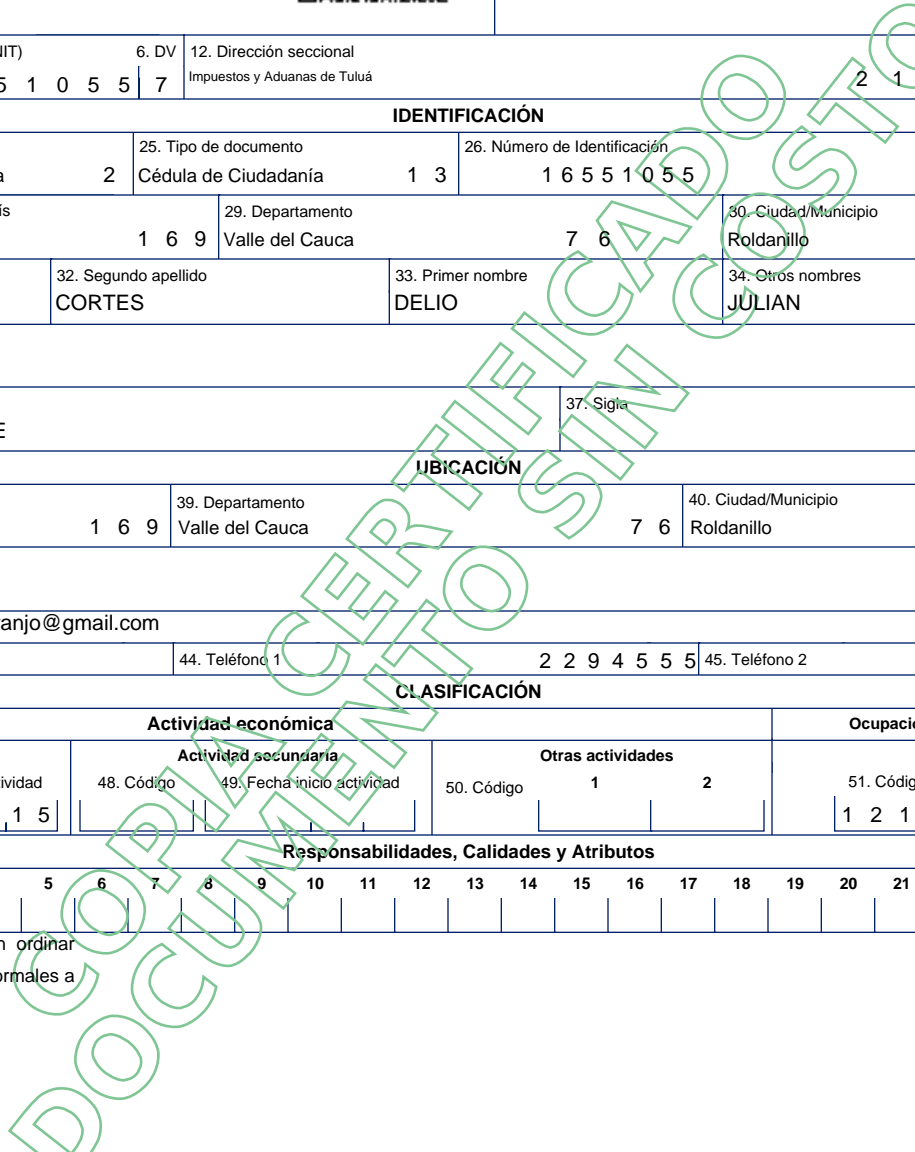 NIT) 6. DV 12. Dirección seccional
5 1 0 5 5 7 Impuestos y Aduanas de Tuluá 2 1
IDENTIFICACIÓN
25. Tipo de documento 26. Número de Identificación
a 2 Cédula de Ciudadanía 1 3 1 6 5 5 1 0 5 5
ís 29. Departamento 30. Ciudad/Municipio
1 6 9 Valle del Cauca 7 6 Roldanillo
32. Segundo apellido 33. Primer nombre 34. Otros nombres
CORTES DELIO JULIAN
37. Sigla
E
UBICACIÓN
39. Departamento 40. Ciudad/Municipio
1 6 9 Valle del Cauca 7 6 Roldanillo
anjo@gmail.com
44. Teléfono 1 2 2 9 4 5 5 5 45. Teléfono 2
CLASIFICACIÓN
Actividad económica Ocupació
Actividad secundaria Otras actividades
ividad 48. Código 49. Fecha inicio actividad 50. Código 1 2 51. Códig
1 5 1 2 1
Responsabilidades, Calidades y Atributos
5 6 7 8 9 10 11 12 13 14 15 16 17 18 19 20 21
n ordinar
ormales a
COPIA CERTIFICADO
DOCUMENTO SIN COSTO